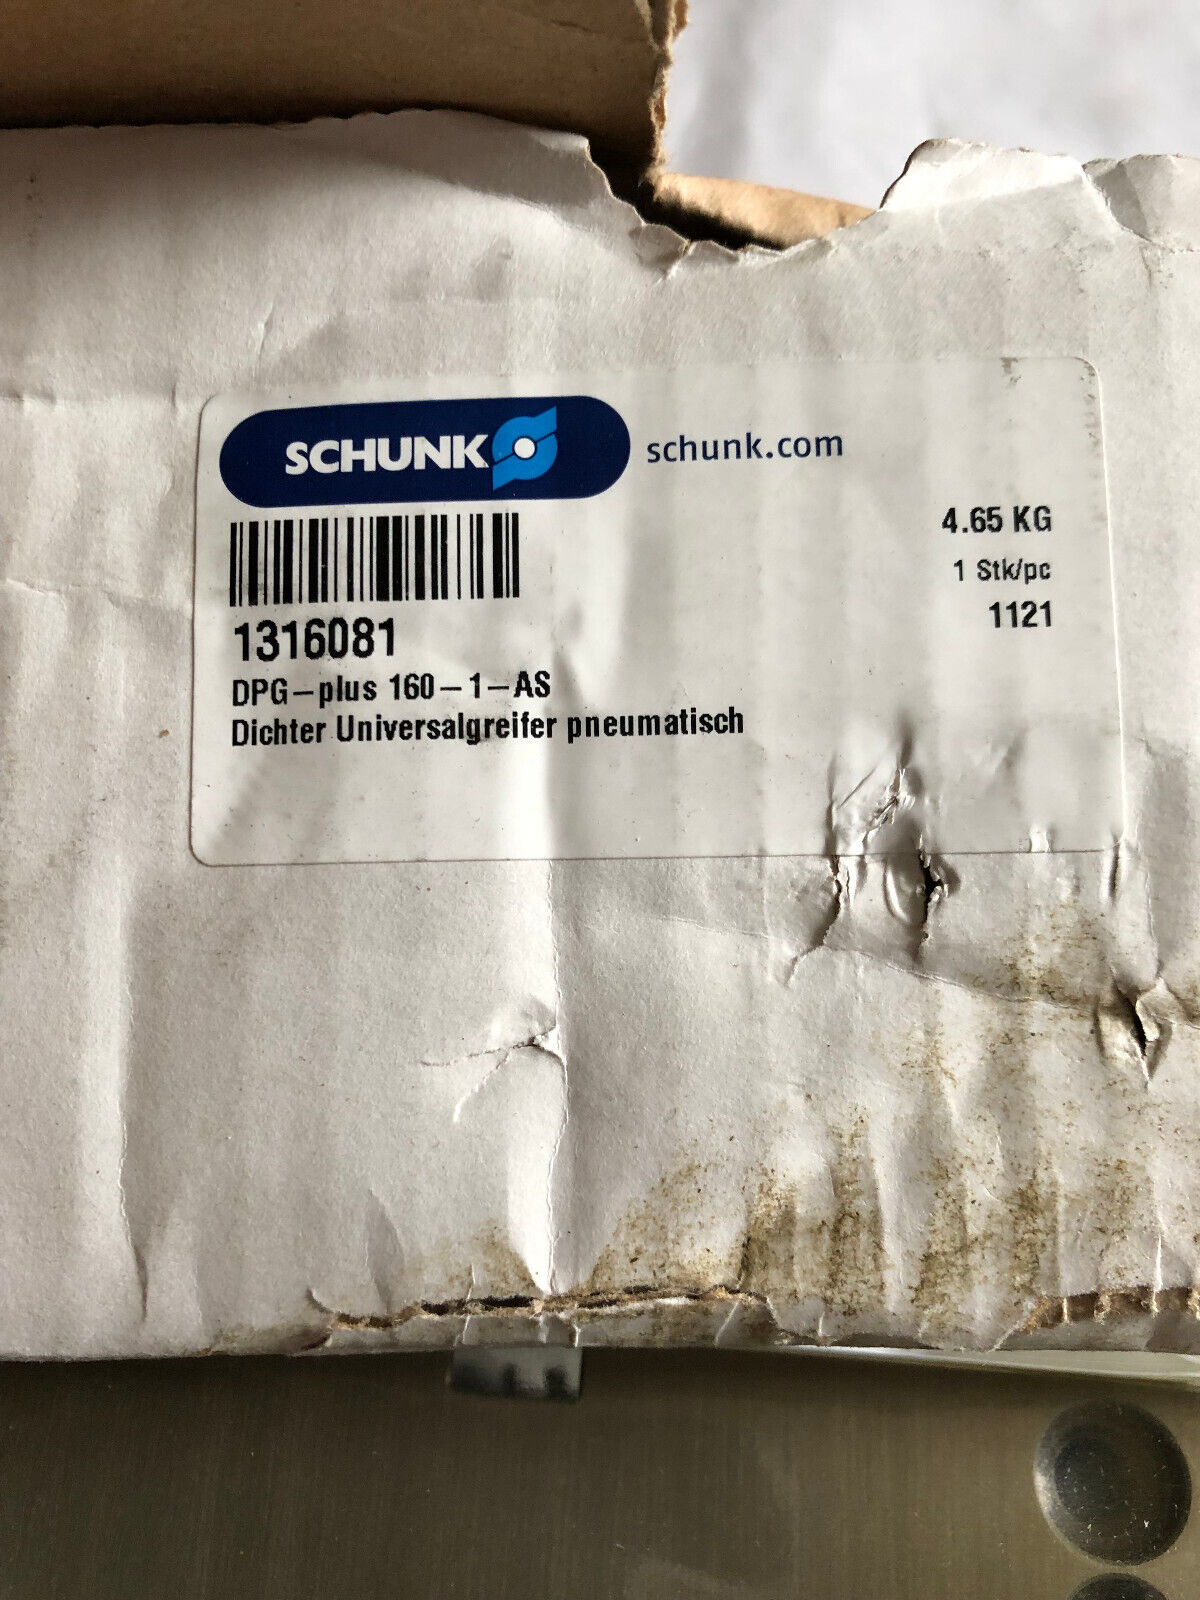 SCHUNK schunk.com
4.65 KG
1 Stk/pc
1121
1316081
DPG-plus 160-1-AS
Dichter Universalgreifer pneumatisch